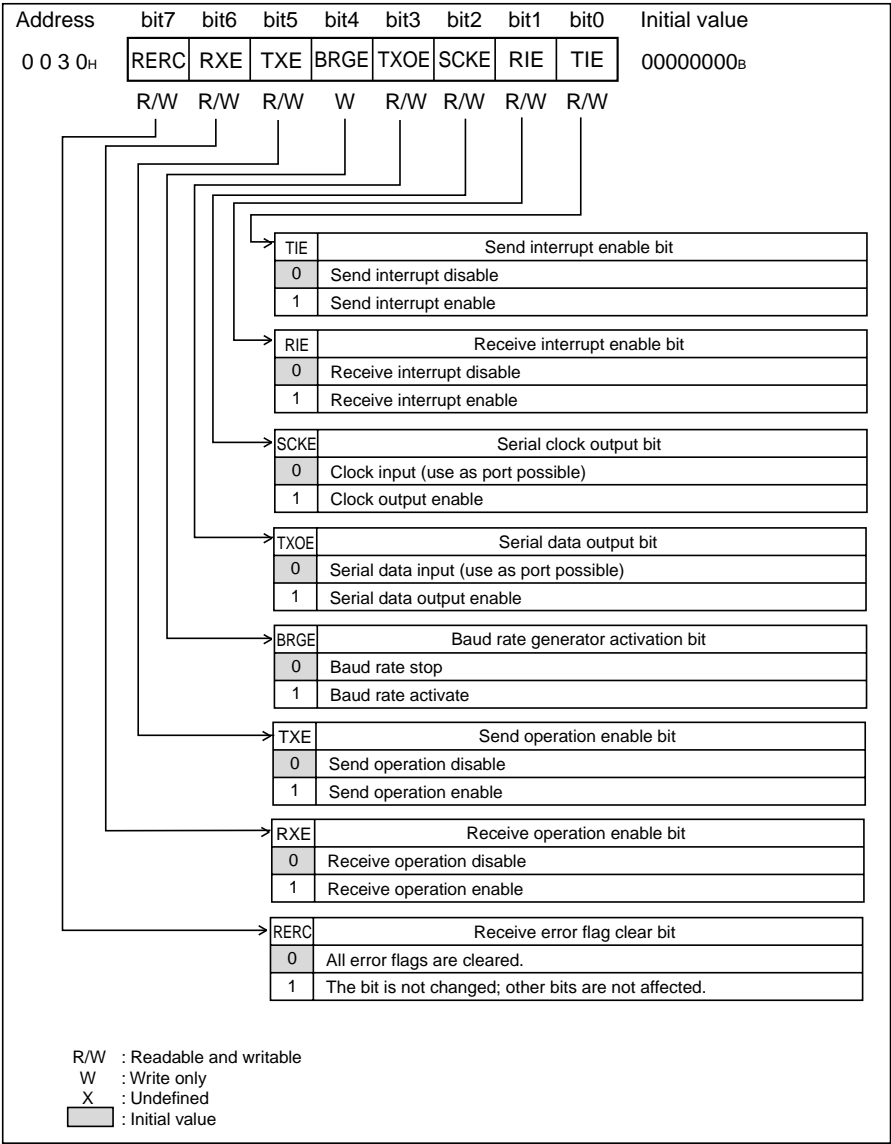 Address bit7 bit6 bit5 bit4 bit3 bit2 bit1 bit0 Initial value
0 0 3 0H RERC RXE TXE BRGE TXOE SCKE RIE TIE 00000000B
R/W R/W R/W W R/W R/W R/W R/W
TIE Send interrupt enable bit
0 Send interrupt disable
1 Send interrupt enable
RIE Receive interrupt enable bit
0 Receive interrupt disable
1 Receive interrupt enable
SCKE Serial clock output bit
0 Clock input (use as port possible)
1 Clock output enable
TXOE Serial data output bit
0 Serial data input (use as port possible)
1 Serial data output enable
BRGE Baud rate generator activation bit
0 Baud rate stop
1 Baud rate activate
TXE Send operation enable bit
0 Send operation disable
1 Send operation enable
RXE Receive operation enable bit
0 Receive operation disable
1 Receive operation enable
RERC Receive error flag clear bit
0 All error flags are cleared.
1 The bit is not changed; other bits are not affected.
R/W : Readable and writable
W : Write only
X : Undefined
: Initial value